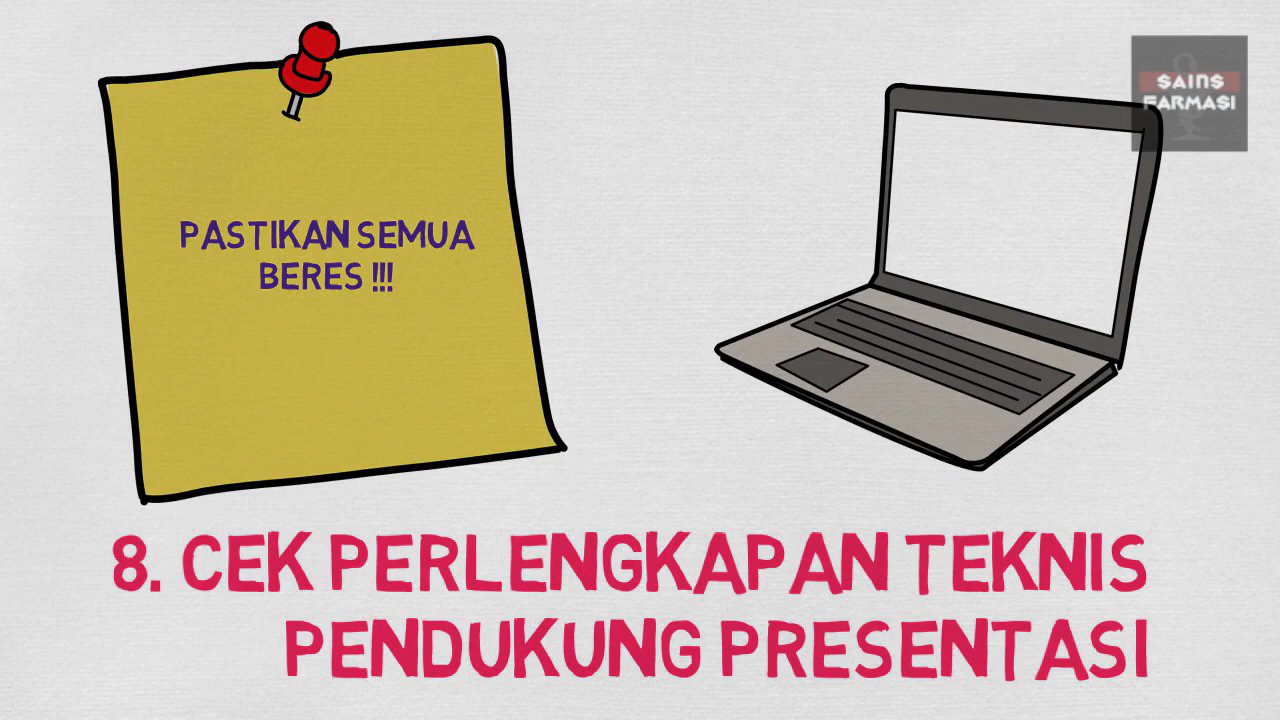 PASTIKAN SEMUA
BERES !!!
SAINS
FARMASI
8. CEK PERLENGKAPAN TEKNIS
PENDUKUNG PRESENTASI